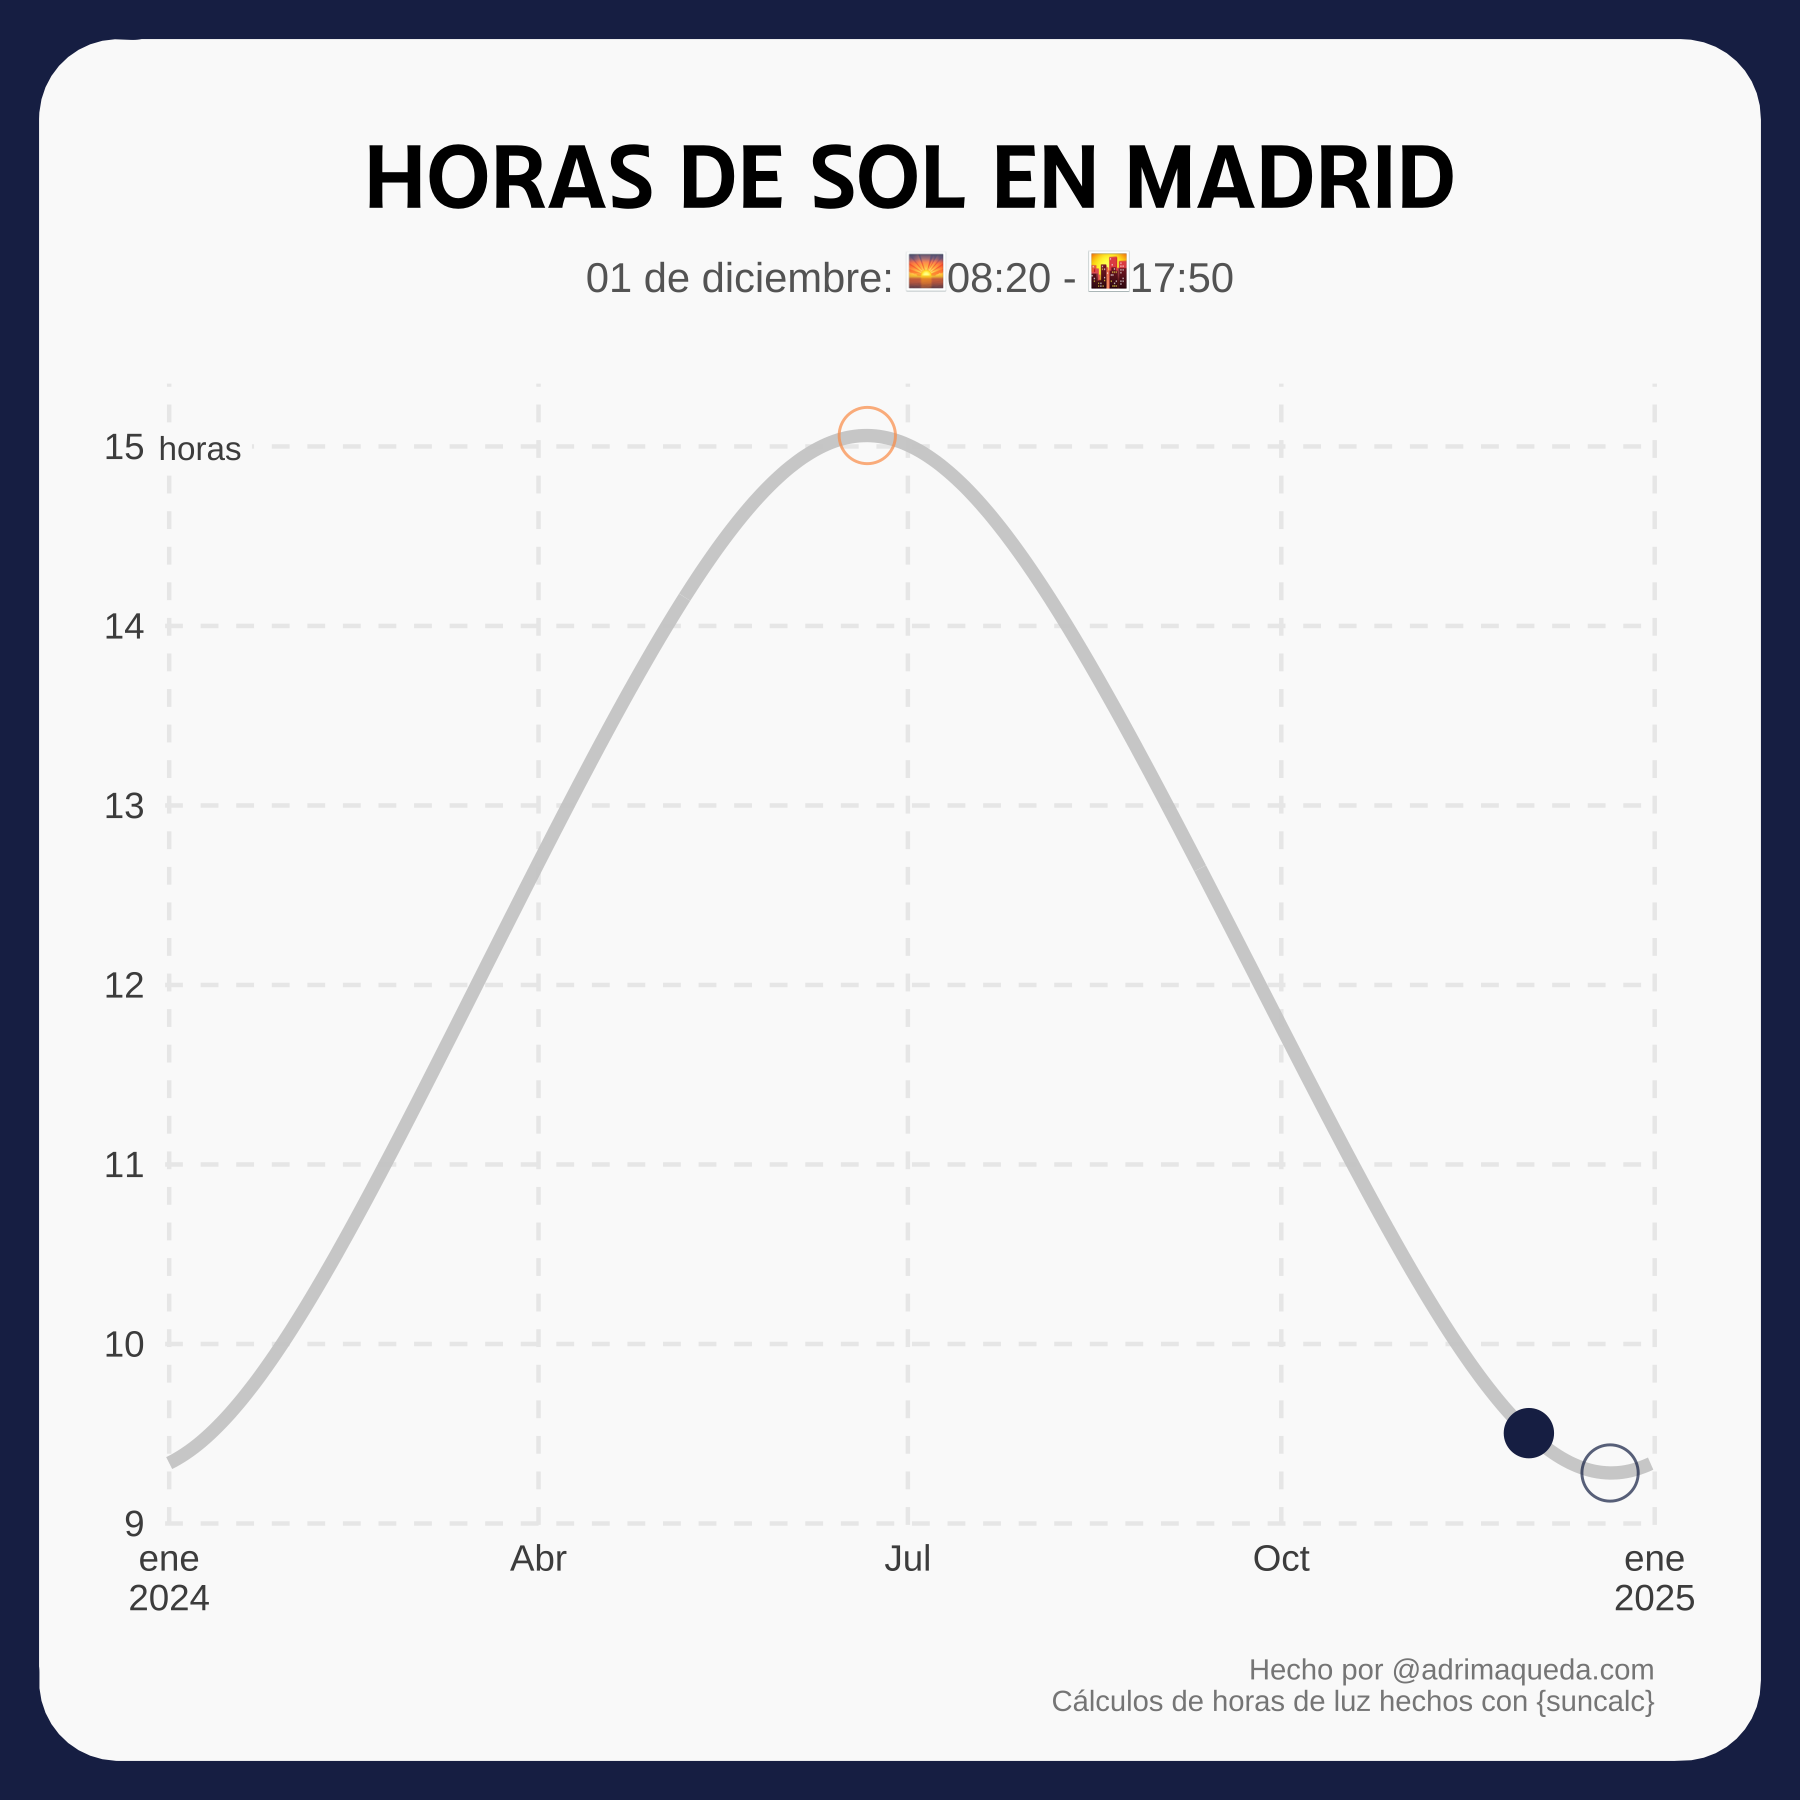 HORAS DE SOL EN MADRID
01 de diciembre: 🌅08:20 - 🌇17:50
15 horas
14
13
12
11
10
9
ene Abr Jul Oct ene
2024 2025
Hecho por @adrimaqueda.com
Cálculos de horas de luz hechos con {suncalc}